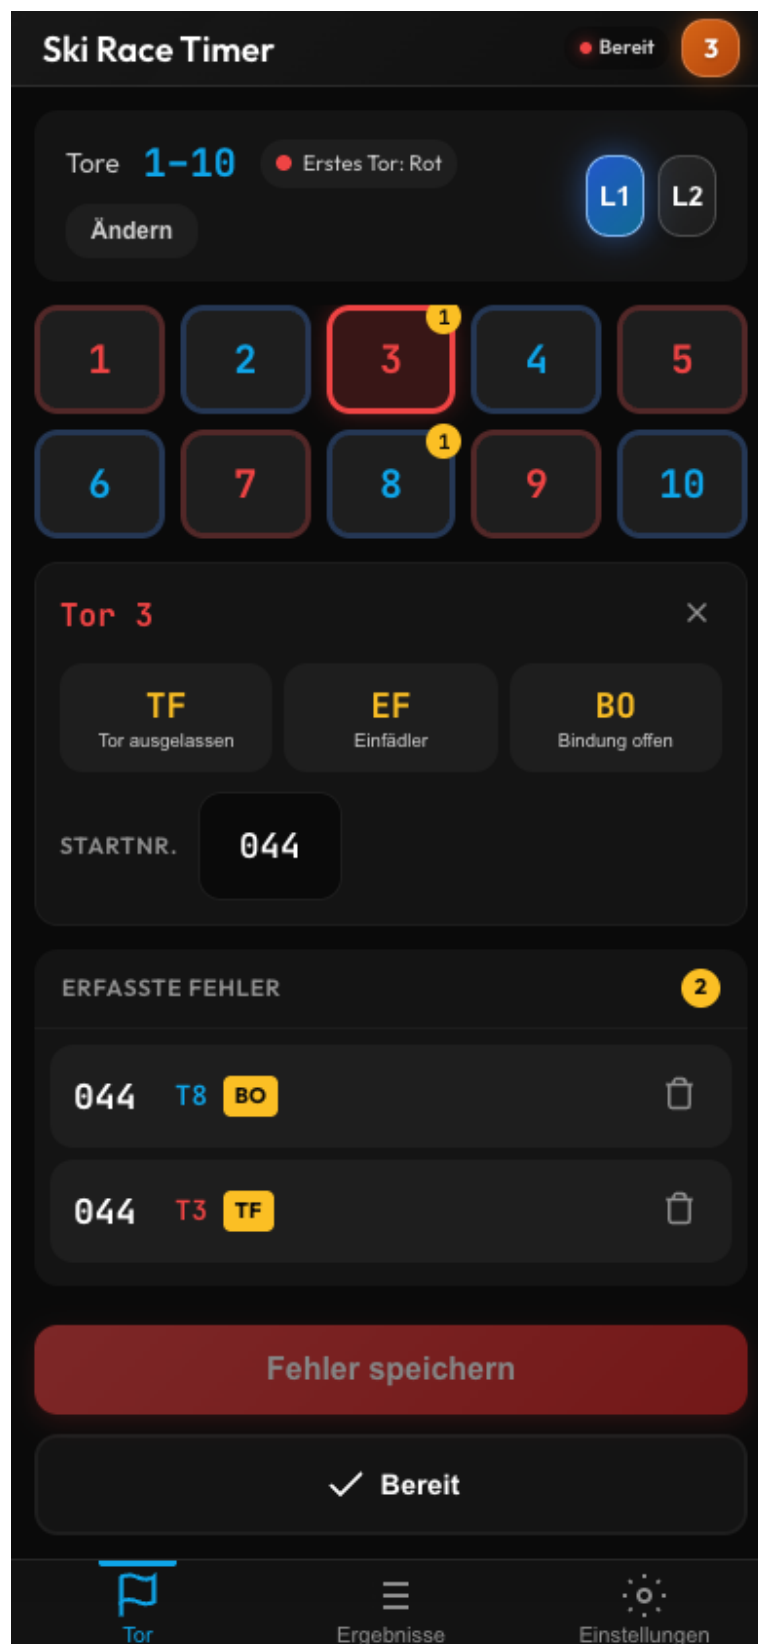 Ski Race Timer
Bereit
3
Tore 1–10 Erstes Tor: Rot
L1 L2
Ändern
1 2 3 1 4 5
6 7 8 1 9 10
Tor 3
TF EF BO
Tor ausgelassen Einfädler Bindung offen
STARTNR. 044
ERFASSTE FEHLER 2
044 T8 BO
044 T3 TF
Fehler speichern
Bereit
Tor Ergebnisse Einstellungen